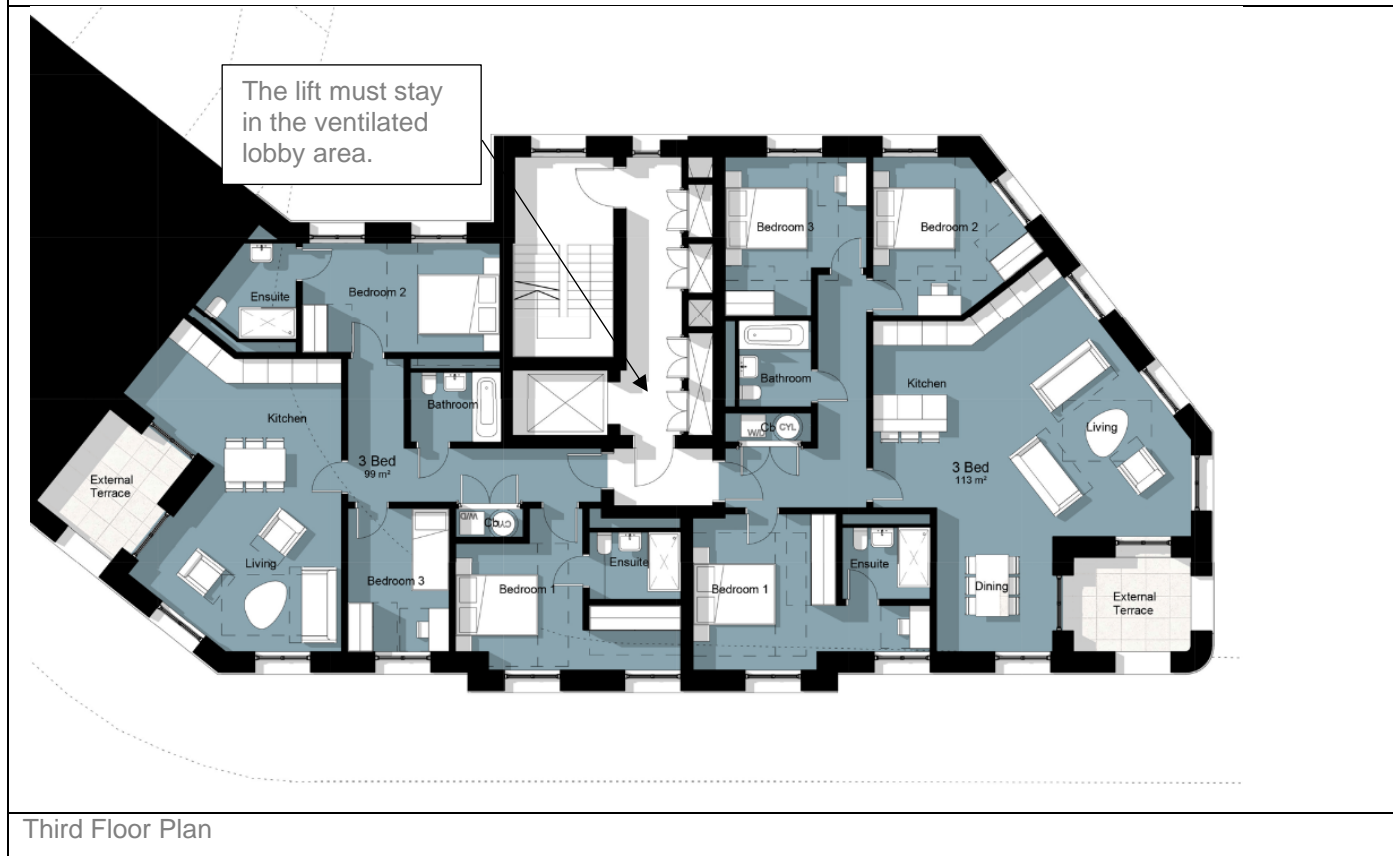 The lift must stay
in the ventilated
lobby area.
Bedroom 3
Bedroom 2
Ensuite
Bedroom 2
Bathroom
Kitchen
Bathroom
Kitchen
Living
Cb
W/D
CYL
External
Terrace
3 Bed
99 m²
3 Bed
113 m²
W/D
Cb
CYL
Living
Bedroom 3
Bedroom 1
Ensuite
Bedroom 1
Ensuite
Dining
External
Terrace
Third Floor Plan